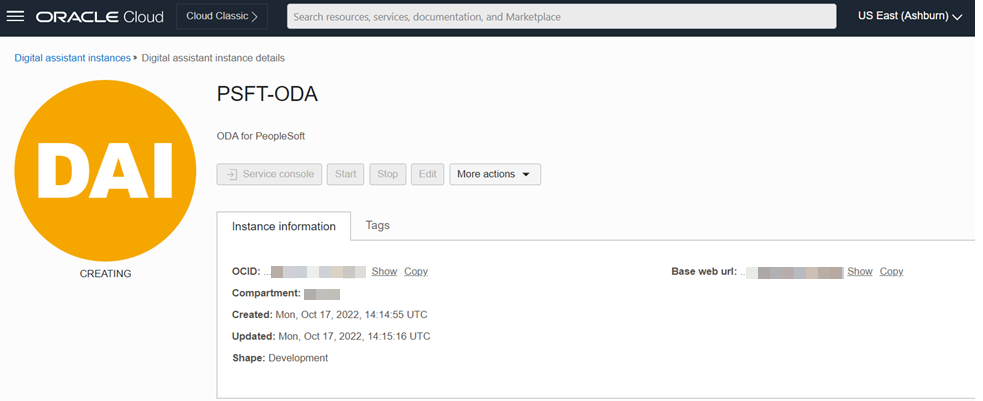 ORACLE Cloud
Cloud Classic
Search resources, services, documentation, and Marketplace
US East (Ashburn)
Digital assistant instances » Digital assistant instance details
DAI
CREATING
PSFT-ODA
ODA for PeopleSoft
Service console Start Stop Edit More actions
Instance information Tags
OCID: ... Show Copy
Base web url: ... Show Copy
Compartment:
Created: Mon, Oct 17, 2022, 14:14:55 UTC
Updated: Mon, Oct 17, 2022, 14:15:16 UTC
Shape: Development